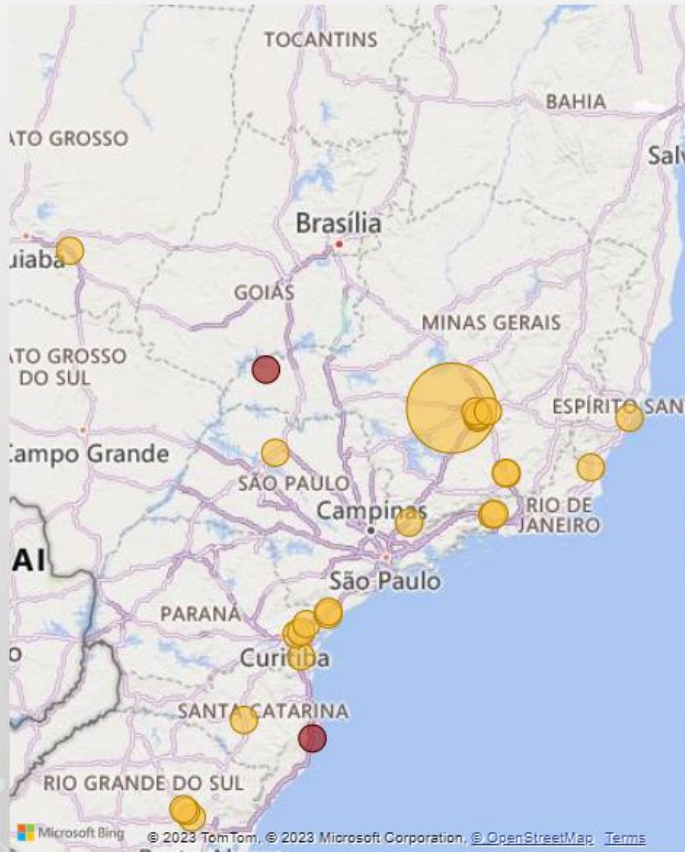 TOCANTINS
BAHIA
ATO GROSSO
Salv
Brasília
uiaba
GOIÁS
MINAS GERAIS
ATO GROSSO
DO SUL
ESPÍRITO SAN
Campo Grande
SÃO PAULO
Campinas
RIO DE
JANEIRO
AI
São Paulo
PARANÁ
o
Curitiba
SANTA CATARINA
RIO GRANDE DO SUL
Microsoft Bing
© 2023 TomTom, © 2023 Microsoft Corporation, © OpenStreetMap Terms